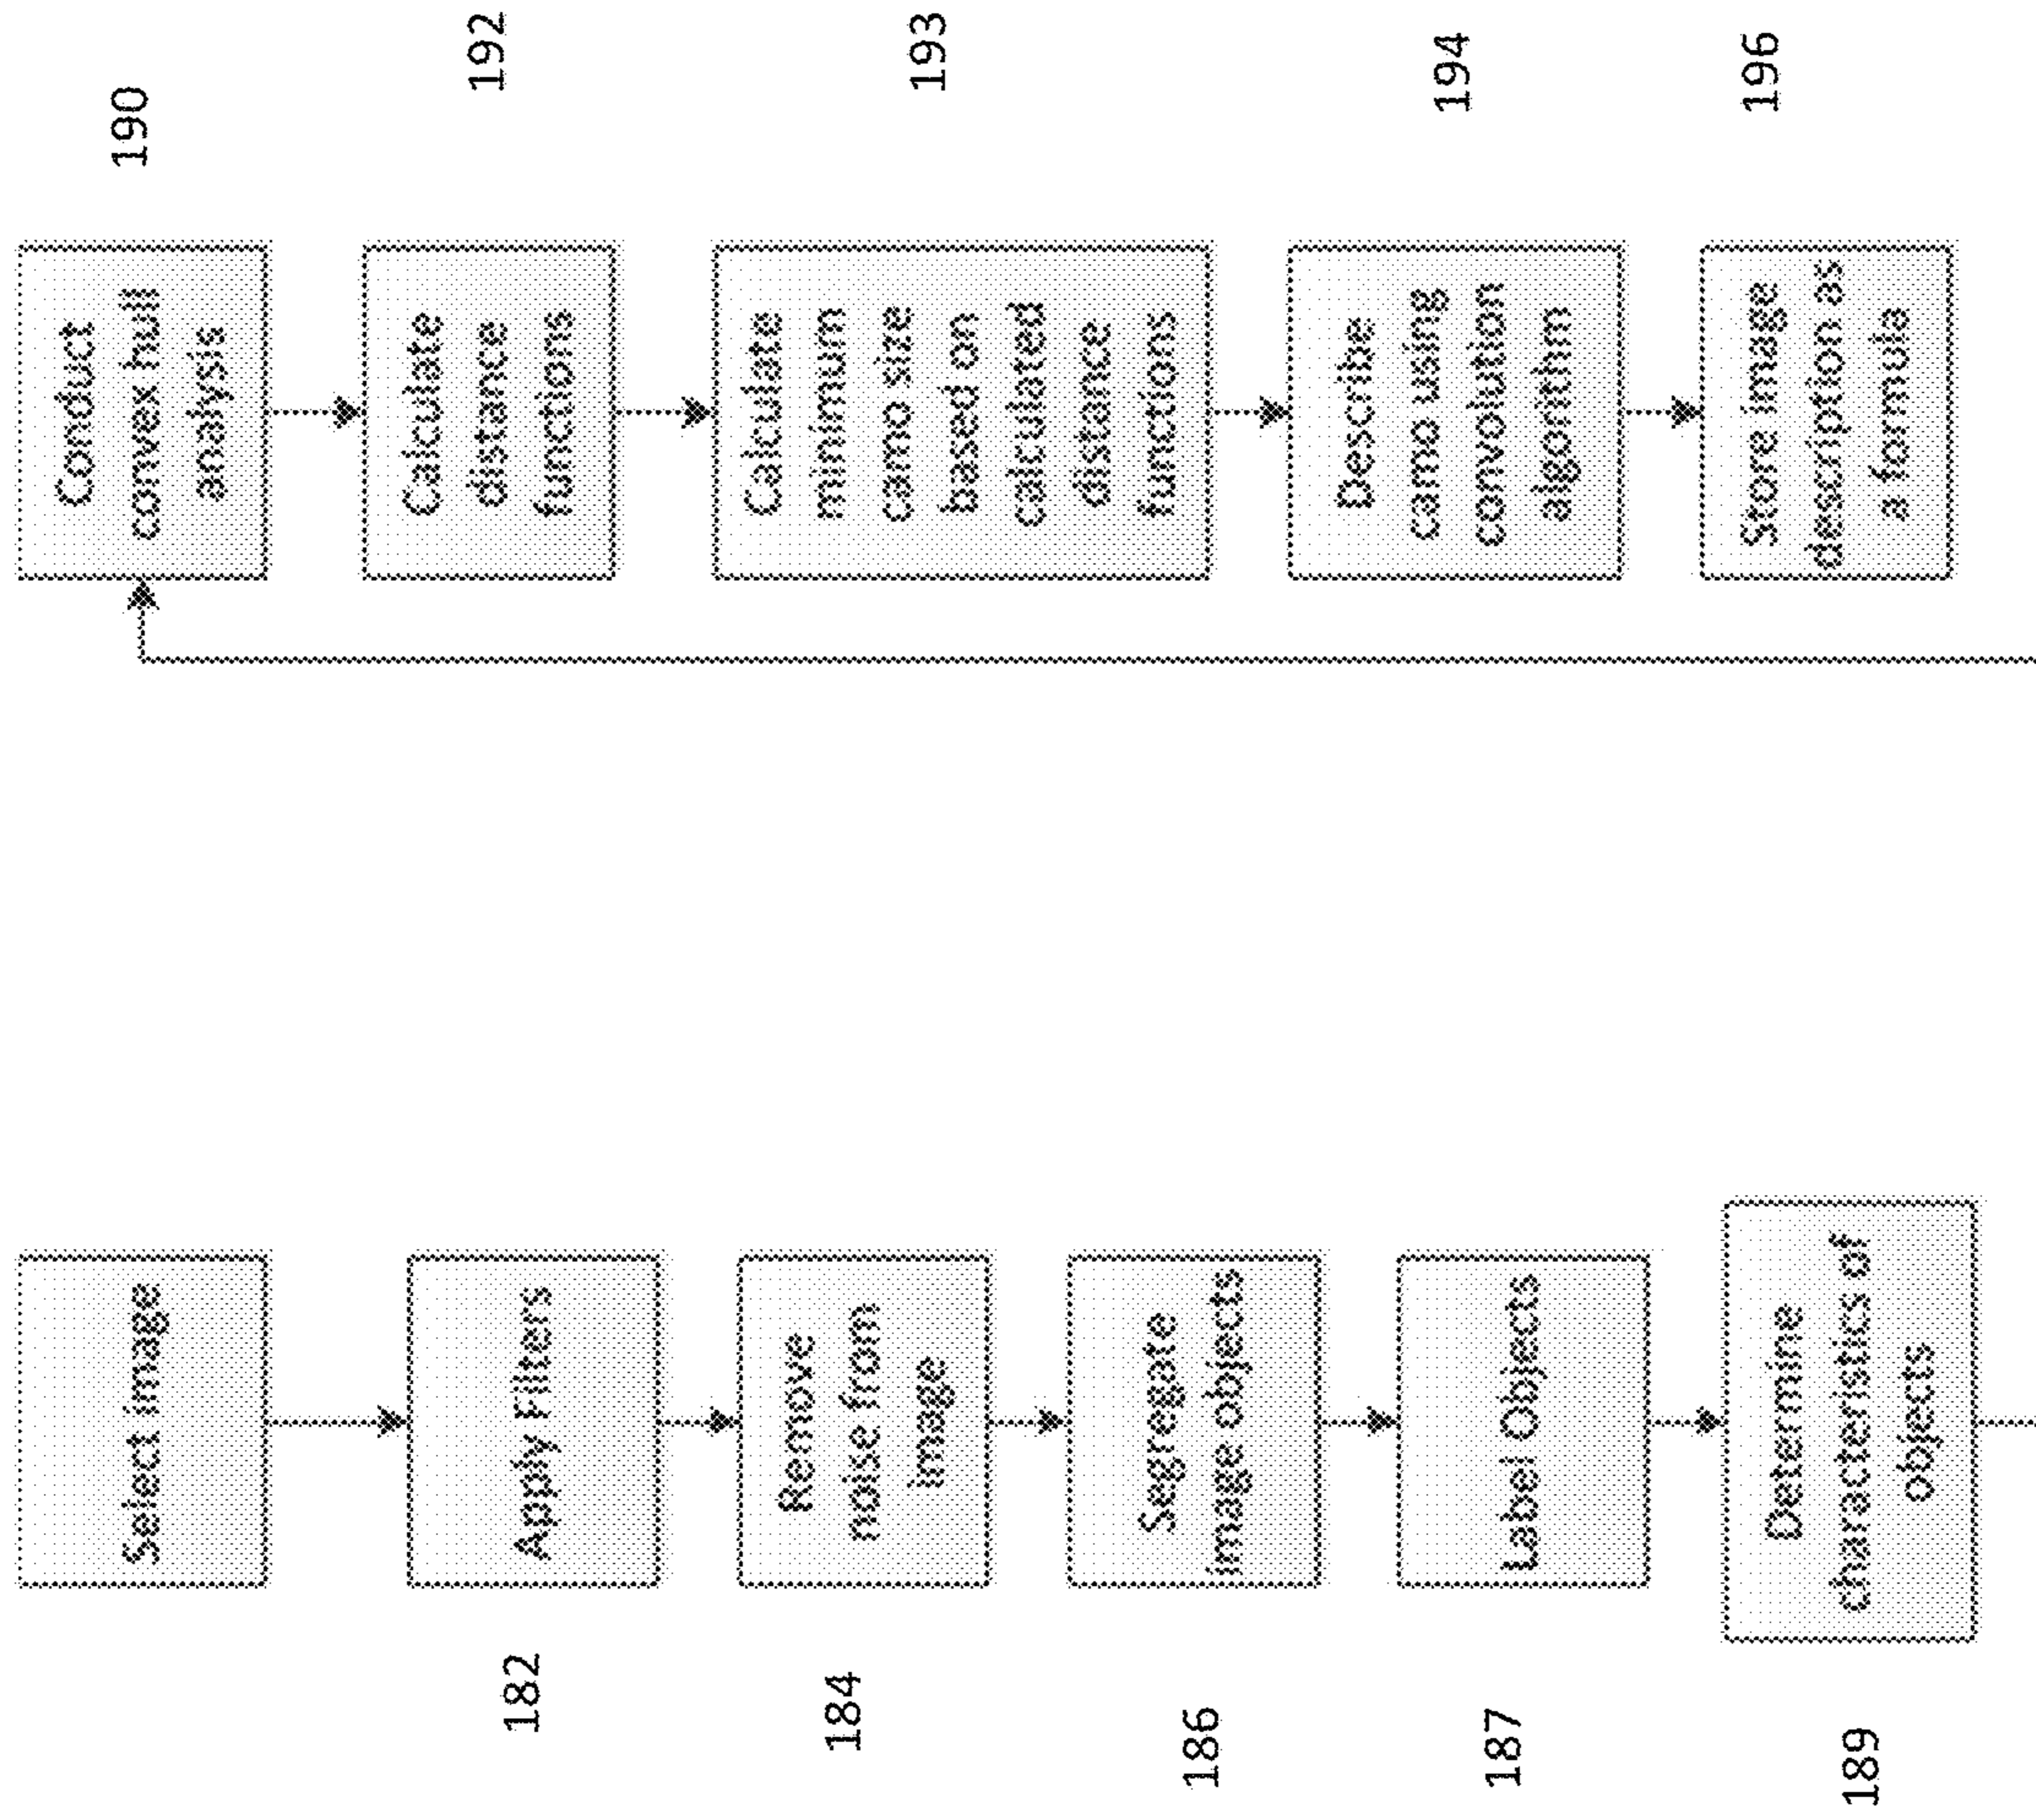 Select image
Apply Filters
182
Remove
noise from
image
184
Segregate
image objects
186
Label Objects
187
Determine
characteristics of
objects
189
Conduct
convex hull
analysis
190
Calculate
distance
functions
192
Calculate
minimum
camo size
based on
calculated
distance
functions
193
Describe
camo using
convolution
algorithm
194
Store image
description as
a formula
196